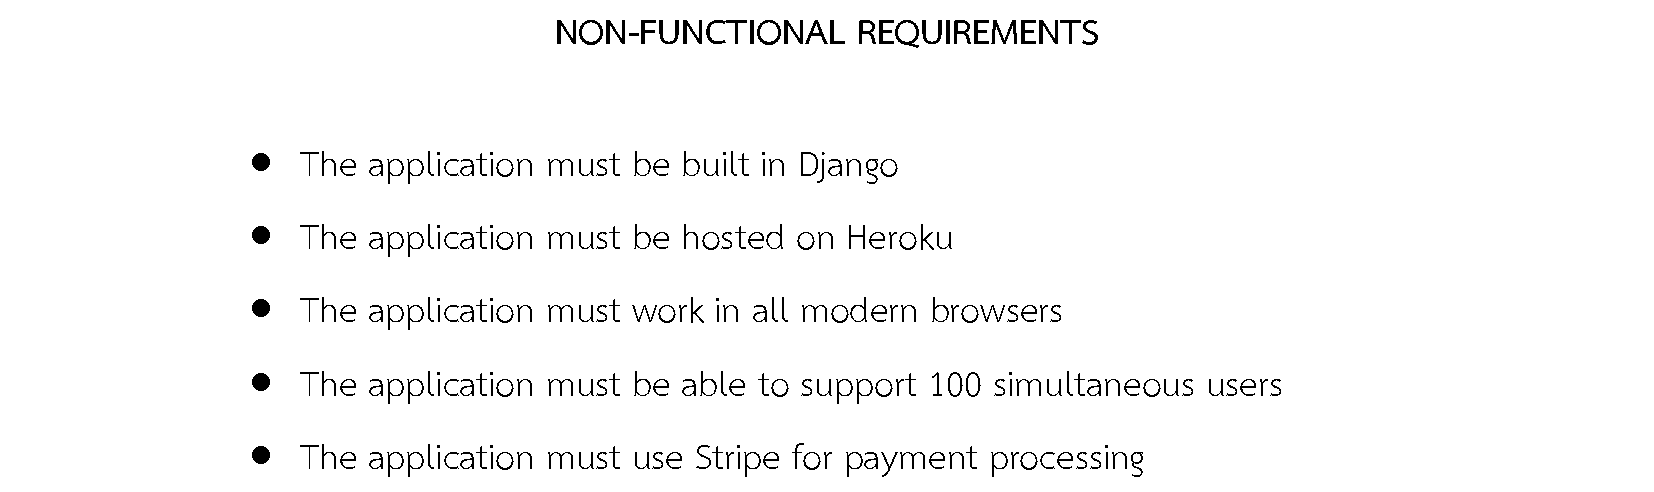 NON-FUNCTIONAL REQUIREMENTS
● The application must be built in Django
● The application must be hosted on Heroku
● The application must work in all modern browsers
● The application must be able to support 100 simultaneous users
● The application must use Stripe for payment processing